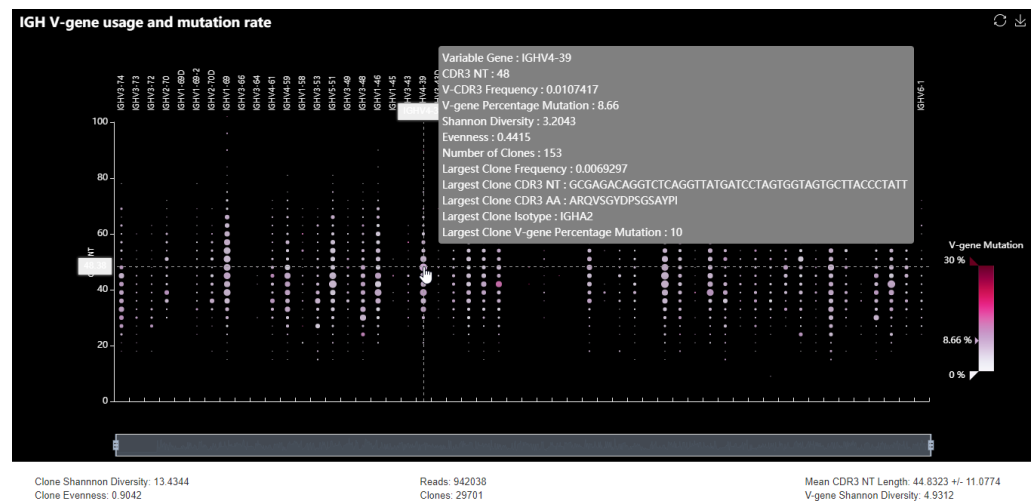 IGH V-gene usage and mutation rate
Variable Gene : IGHV4-39
CDR3 NT : 48
V-CDR3 Frequency : 0.0107417
V-gene Percentage Mutation : 8.66
Shannon Diversity : 3.2043
Evenness : 0.4415
Number of Clones : 153
Largest Clone Frequency : 0.0069297
Largest Clone CDR3 NT : GCGAGACAGGTCTCAGGTTATGATCCTAGTGGTAGTGCTTACCCTATT
Largest Clone CDR3 AA : ARQVSGYDPSGSAYPI
Largest Clone Isotype : IGHA2
Largest Clone V-gene Percentage Mutation : 10
IGHV3-74
IGHV3-73
IGHV3-72
IGHV2-70
IGHV1-69D
IGHV1-69-2
IGHV2-70D
IGHV1-69
IGHV3-66
IGHV3-64
IGHV4-61
IGHV4-59
IGHV1-58
IGHV3-53
IGHV5-51
IGHV3-49
IGHV3-48
IGHV1-46
IGHV1-45
IGHV3-43
IGHV4-39
IGHV6-1
100
80
60
40
20
0
NT
V-gene Mutation
30 %
8.66 %
0 %
Clone Shannnon Diversity: 13.4344
Clone Evenness: 0.9042
Reads: 942038
Clones: 29701
Mean CDR3 NT Length: 44.8323 +/- 11.0774
V-gene Shannon Diversity: 4.9312